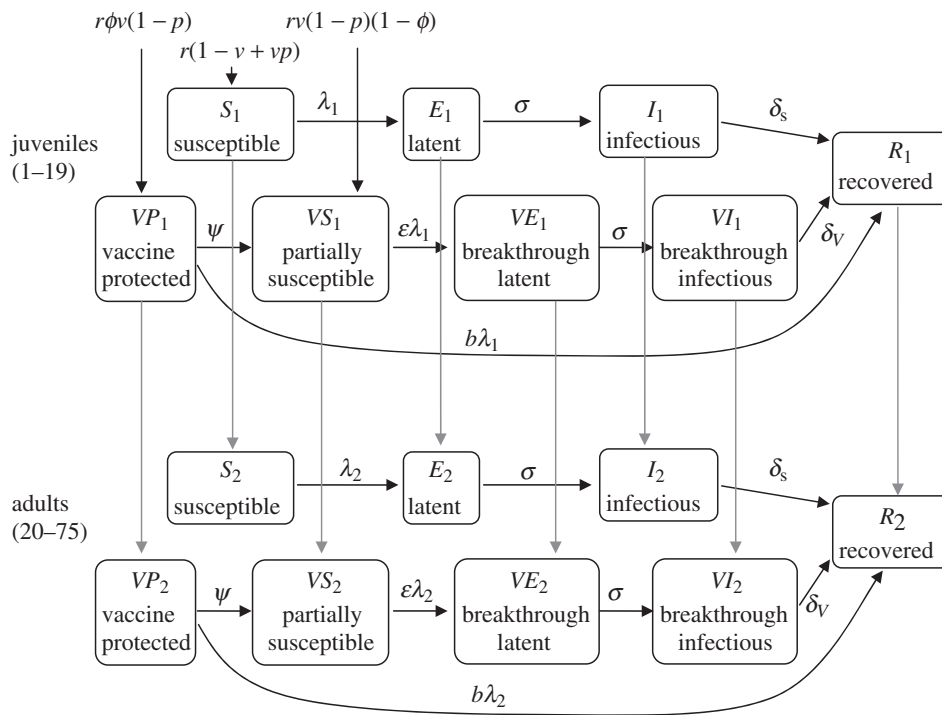 rϕv(1 – p)
rv(1 – p)(1 – ϕ)
r(1 – v + vp)
juveniles
(1–19)
S₁
susceptible
λ₁
E₁
latent
σ
I₁
infectious
δₛ
R₁
recovered
VP₁
vaccine
protected
ψ
VS₁
partially
susceptible
ελ₁
VE₁
breakthrough
latent
σ
VI₁
breakthrough
infectious
δ_V
bλ₁
adults
(20–75)
S₂
susceptible
λ₂
E₂
latent
σ
I₂
infectious
δₛ
R₂
recovered
VP₂
vaccine
protected
ψ
VS₂
partially
susceptible
ελ₂
VE₂
breakthrough
latent
σ
VI₂
breakthrough
infectious
δ_V
bλ₂